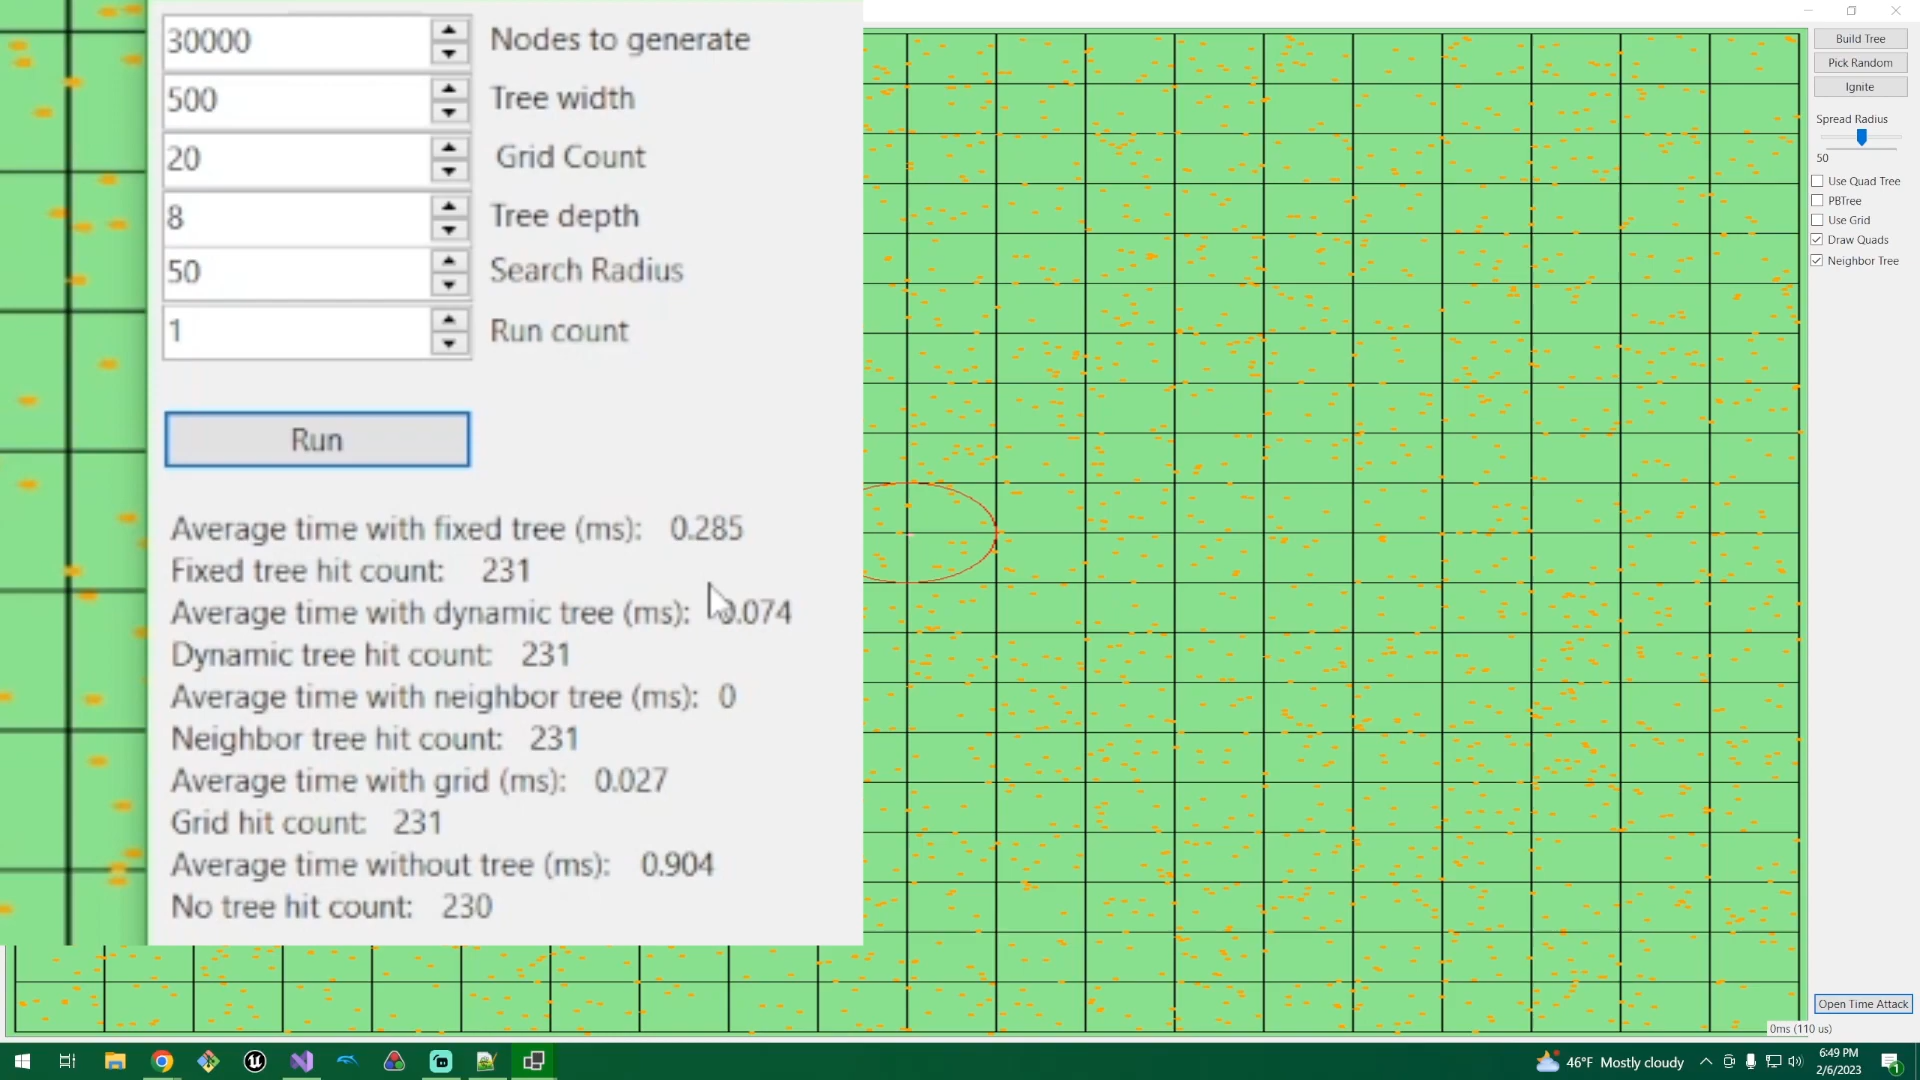 30000 Nodes to generate
500 Tree width
20 Grid Count
8 Tree depth
50 Search Radius
1 Run count
Run
Average time with fixed tree (ms): 0.285
Fixed tree hit count: 231
Average time with dynamic tree (ms): 0.074
Dynamic tree hit count: 231
Average time with neighbor tree (ms): 0
Neighbor tree hit count: 231
Average time with grid (ms): 0.027
Grid hit count: 231
Average time without tree (ms): 0.904
No tree hit count: 230
Build Tree
Pick Random
Ignite
Spread Radius
50
Use Quad Tree
PBTree
Use Grid
Draw Quads
Neighbor Tree
Open Time Attack
0ms (110 us)
46°F Mostly cloudy
6:49 PM
2/6/2023
1